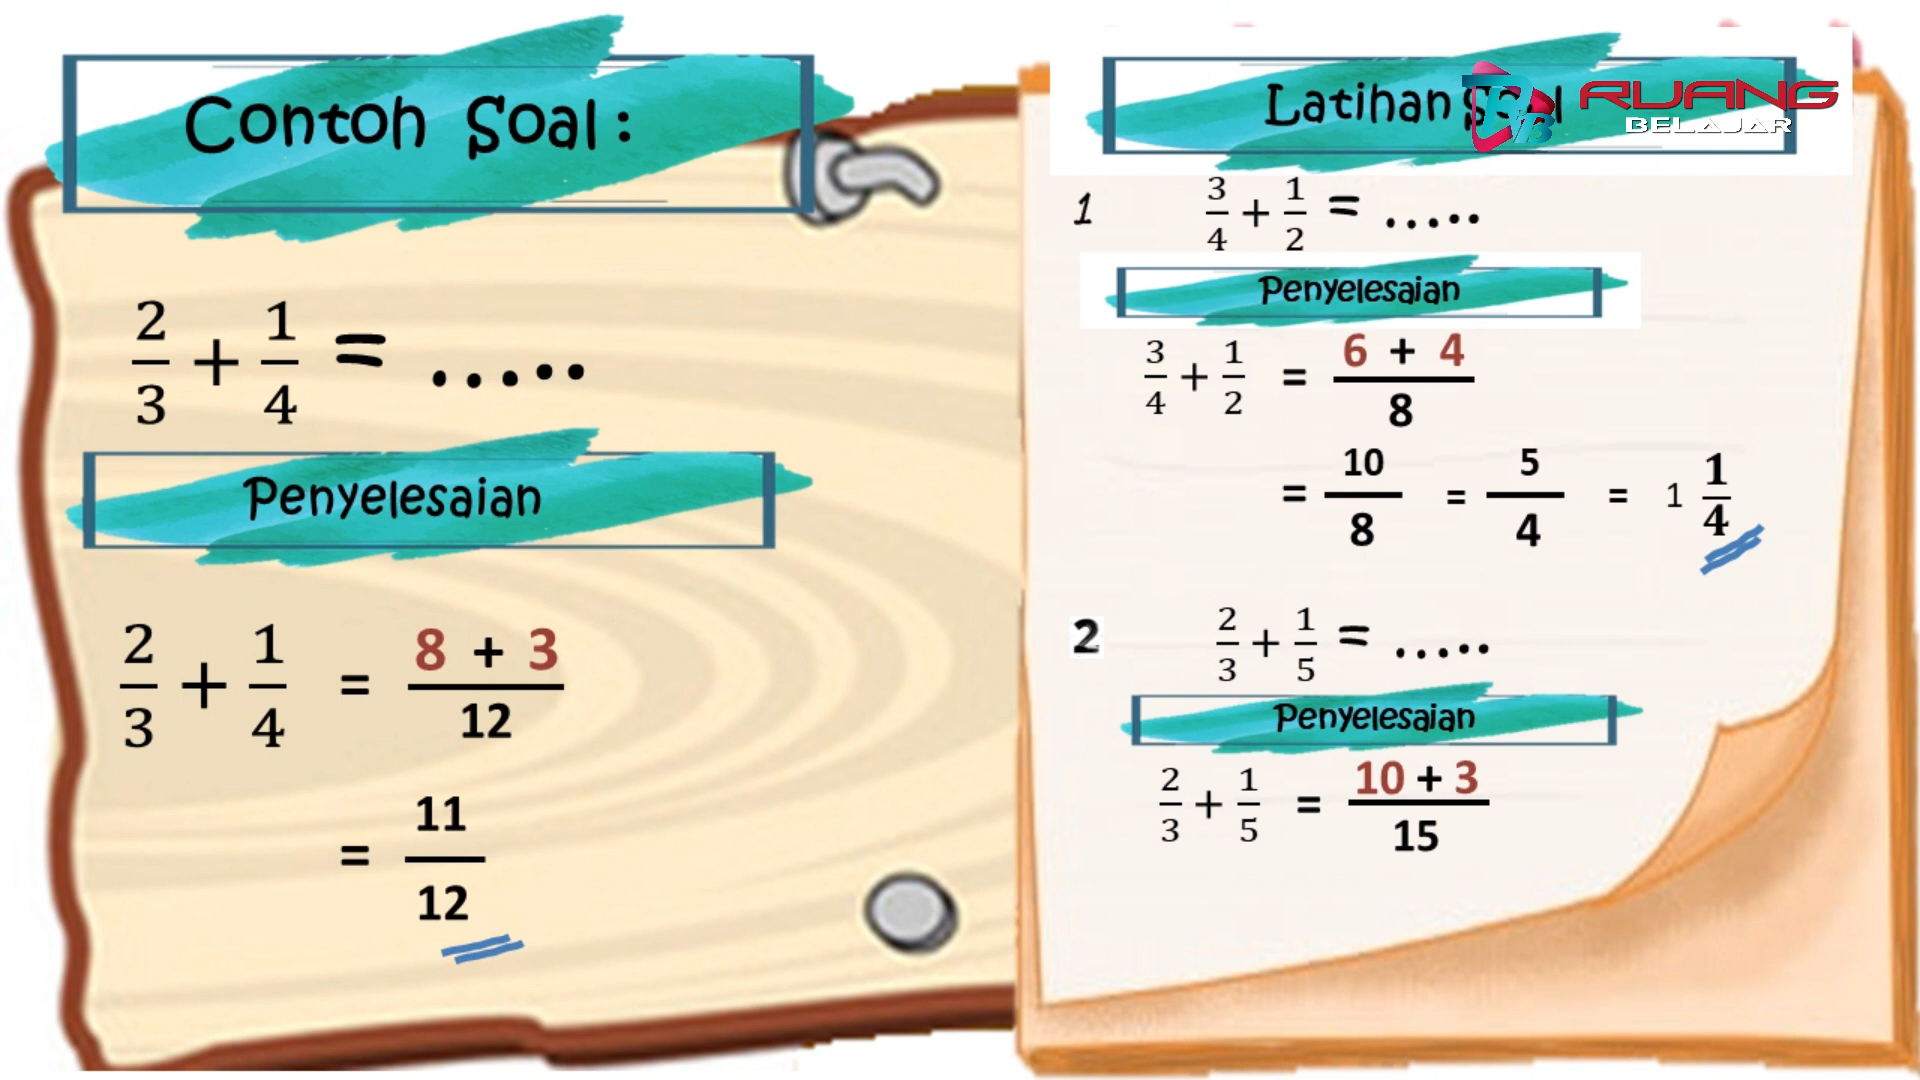 Contoh Soal :
2/3 + 1/4 = .....
Penyelesaian
2/3 + 1/4 = 8 + 3/12
= 11/12
Latihan Soal
RUANG
BELAJAR
1 3/4 + 1/2 = .....
Penyelesaian
3/4 + 1/2 = 6 + 4/8
= 10/8 = 5/4 = 1 1/4
2 2/3 + 1/5 = .....
Penyelesaian
2/3 + 1/5 = 10 + 3/15